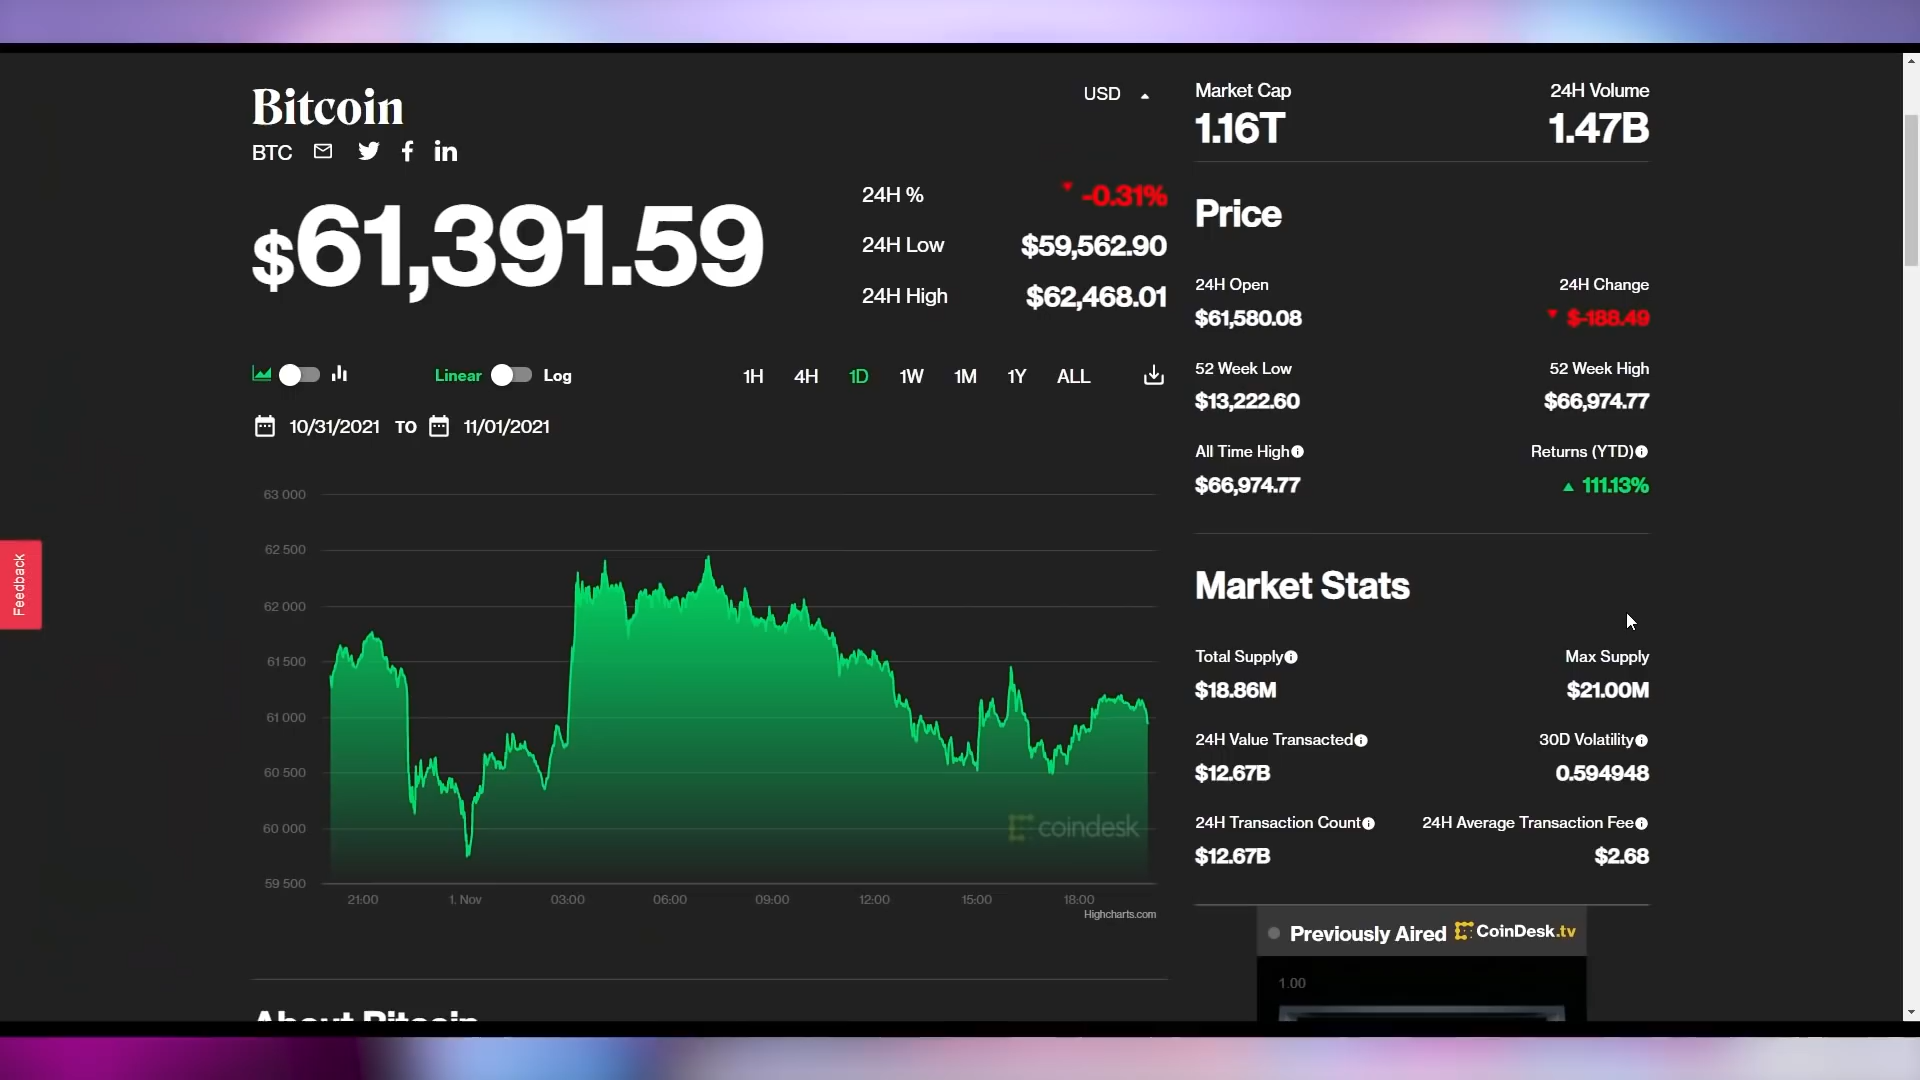 Bitcoin
BTC
$61,391.59
USD
24H % -0.31%
24H Low $59,562.90
24H High $62,468.01
Linear Log
1H 4H 1D 1W 1M 1Y ALL
10/31/2021 TO 11/01/2021
63 000
62 500
62 000
61 500
61 000
60 500
60 000
59 500
21:00 1. Nov 03:00 06:00 09:00 12:00 15:00 18:00
coindesk
Highcharts.com
Feedback
Market Cap 24H Volume
1.16T 1.47B
Price
24H Open 24H Change
$61,580.08 $-188.49
52 Week Low 52 Week High
$13,222.60 $66,974.77
All Time High Returns (YTD)
$66,974.77 111.13%
Market Stats
Total Supply Max Supply
$18.86M $21.00M
24H Value Transacted 30D Volatility
$12.67B 0.594948
24H Transaction Count 24H Average Transaction Fee
$12.67B $2.68
Previously Aired CoinDesk.tv
1.00
About Bitcoin